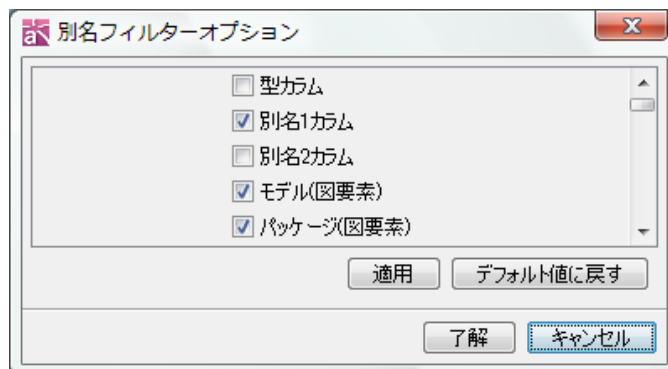 別名フィルターオプション
型カラム
別名1カラム
別名2カラム
モデル(図要素)
パッケージ(図要素)
適用 デフォルト値に戻す
了解 キャンセル